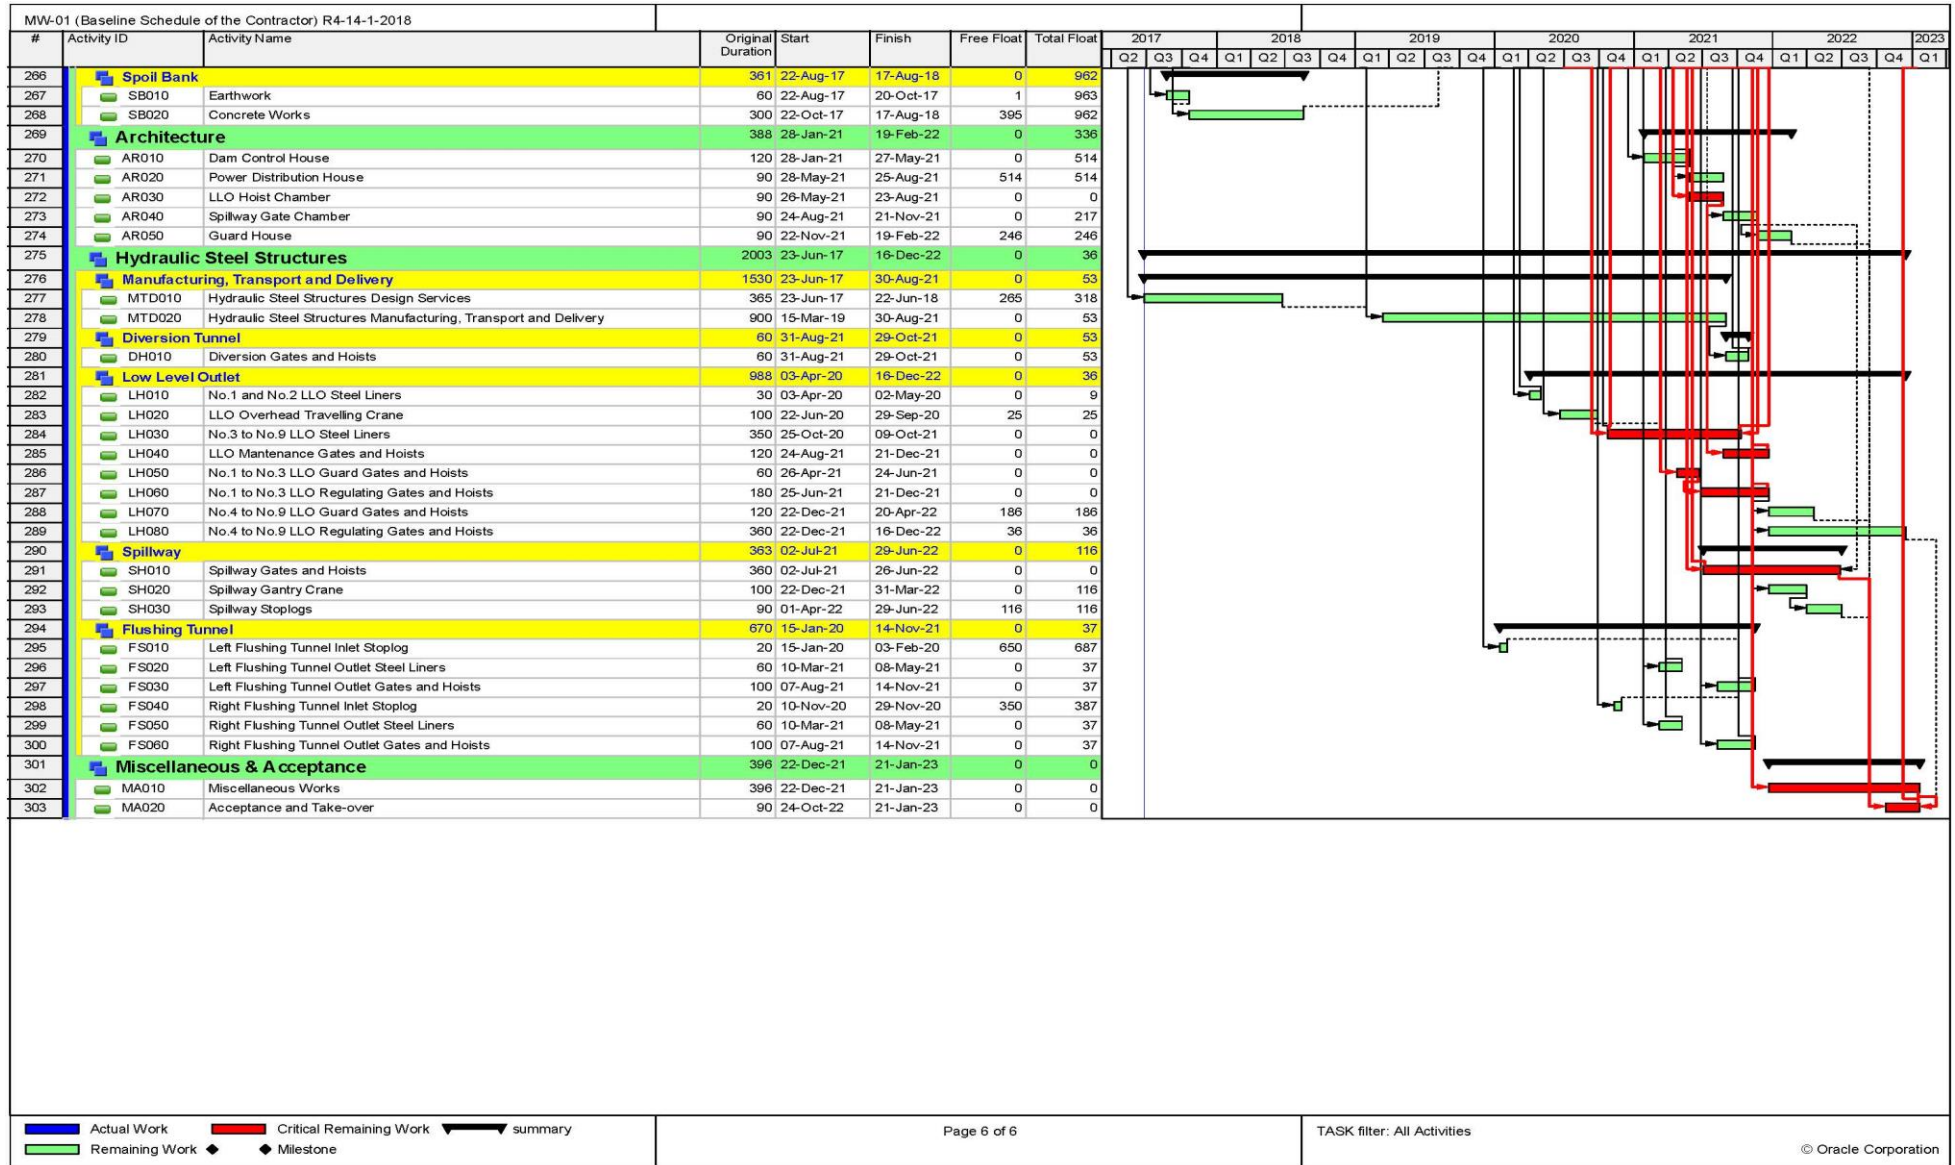 MW-01 (Baseline Schedule of the Contractor) R4-14-1-2018
# Activity ID Activity Name Original Duration Start Finish Free Float Total Float 2017 2018 2019 2020 2021 2022 2023
Q2 Q3 Q4 Q1 Q2 Q3 Q4 Q1 Q2 Q3 Q4 Q1 Q2 Q3 Q4 Q1 Q2 Q3 Q4 Q1 Q2 Q3 Q4 Q1
266 Spoil Bank 361 22-Aug-17 17-Aug-18 0 962
267 SB010 Earthwork 60 22-Aug-17 20-Oct-17 1 963
268 SB020 Concrete Works 300 22-Oct-17 17-Aug-18 395 962
269 Architecture 388 28-Jan-21 19-Feb-22 0 336
270 AR010 Dam Control House 120 28-Jan-21 27-May-21 0 514
271 AR020 Power Distribution House 90 28-May-21 25-Aug-21 514 514
272 AR030 LLO Hoist Chamber 90 26-May-21 23-Aug-21 0 0
273 AR040 Spillway Gate Chamber 90 24-Aug-21 21-Nov-21 0 217
274 AR050 Guard House 90 22-Nov-21 19-Feb-22 246 246
275 Hydraulic Steel Structures 2003 23-Jun-17 16-Dec-22 0 36
276 Manufacturing, Transport and Delivery 1530 23-Jun-17 30-Aug-21 0 53
277 MTD010 Hydraulic Steel Structures Design Services 365 23-Jun-17 22-Jun-18 265 318
278 MTD020 Hydraulic Steel Structures Manufacturing, Transport and Delivery 900 15-Mar-19 30-Aug-21 0 53
279 Diversion Tunnel 60 31-Aug-21 29-Oct-21 0 53
280 DH010 Diversion Gates and Hoists 60 31-Aug-21 29-Oct-21 0 53
281 Low Level Outlet 988 03-Apr-20 16-Dec-22 0 36
282 LH010 No.1 and No.2 LLO Steel Liners 30 03-Apr-20 02-May-20 0 9
283 LH020 LLO Overhead Travelling Crane 100 22-Jun-20 29-Sep-20 25 25
284 LH030 No.3 to No.9 LLO Steel Liners 350 25-Oct-20 09-Oct-21 0 0
285 LH040 LLO Mantenance Gates and Hoists 120 24-Aug-21 21-Dec-21 0 0
286 LH050 No.1 to No.3 LLO Guard Gates and Hoists 60 26-Apr-21 24-Jun-21 0 0
287 LH060 No.1 to No.3 LLO Regulating Gates and Hoists 180 25-Jun-21 21-Dec-21 0 0
288 LH070 No.4 to No.9 LLO Guard Gates and Hoists 120 22-Dec-21 20-Apr-22 186 186
289 LH080 No.4 to No.9 LLO Regulating Gates and Hoists 360 22-Dec-21 16-Dec-22 36 36
290 Spillway 363 02-Jul-21 29-Jun-22 0 116
291 SH010 Spillway Gates and Hoists 360 02-Jul-21 26-Jun-22 0 0
292 SH020 Spillway Gantry Crane 100 22-Dec-21 31-Mar-22 0 116
293 SH030 Spillway Stoplogs 90 01-Apr-22 29-Jun-22 116 116
294 Flushing Tunnel 670 15-Jan-20 14-Nov-21 0 37
295 FS010 Left Flushing Tunnel Inlet Stoplog 20 15-Jan-20 03-Feb-20 650 687
296 FS020 Left Flushing Tunnel Outlet Steel Liners 60 10-Mar-21 08-May-21 0 37
297 FS030 Left Flushing Tunnel Outlet Gates and Hoists 100 07-Aug-21 14-Nov-21 0 37
298 FS040 Right Flushing Tunnel Inlet Stoplog 20 10-Nov-20 29-Nov-20 350 387
299 FS050 Right Flushing Tunnel Outlet Steel Liners 60 10-Mar-21 08-May-21 0 37
300 FS060 Right Flushing Tunnel Outlet Gates and Hoists 100 07-Aug-21 14-Nov-21 0 37
301 Miscellaneous & Acceptance 396 22-Dec-21 21-Jan-23 0 0
302 MA010 Miscellaneous Works 396 22-Dec-21 21-Jan-23 0 0
303 MA020 Acceptance and Take-over 90 24-Oct-22 21-Jan-23 0 0
Actual Work Critical Remaining Work summary Page 6 of 6 TASK filter: All Activities
Remaining Work Milestone © Oracle Corporation